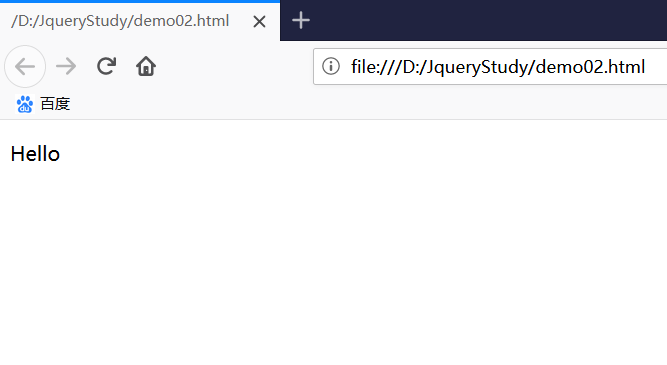 /D:/JqueryStudy/demo02.html
file:///D:/JqueryStudy/demo02.html
百度
Hello